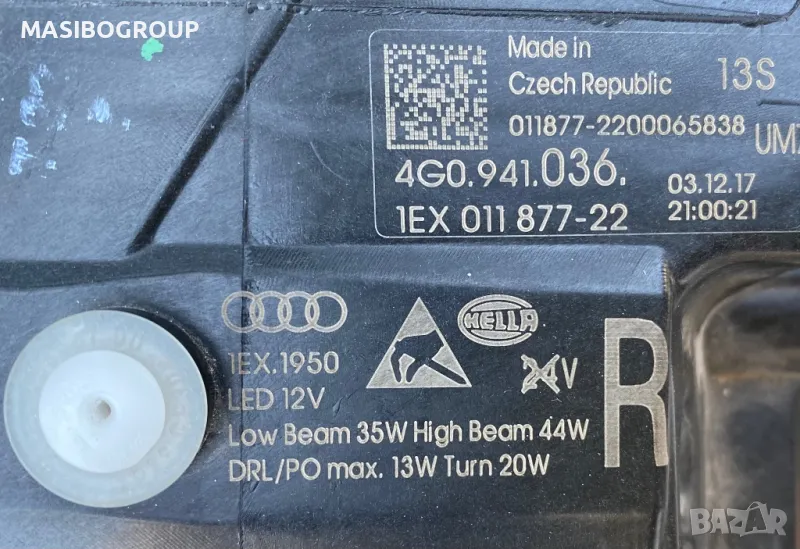 MASIBOGROUP
Made in
Czech Republic
13S
011877-2200065838
4G0.941.036.
03.12.17
1EX 011 877-22
21:00:21
HELLA
1EX.1950
24V
LED 12V
R
Low Beam 35W High Beam 44W
DRL/PO max. 13W Turn 20W
BAZAR